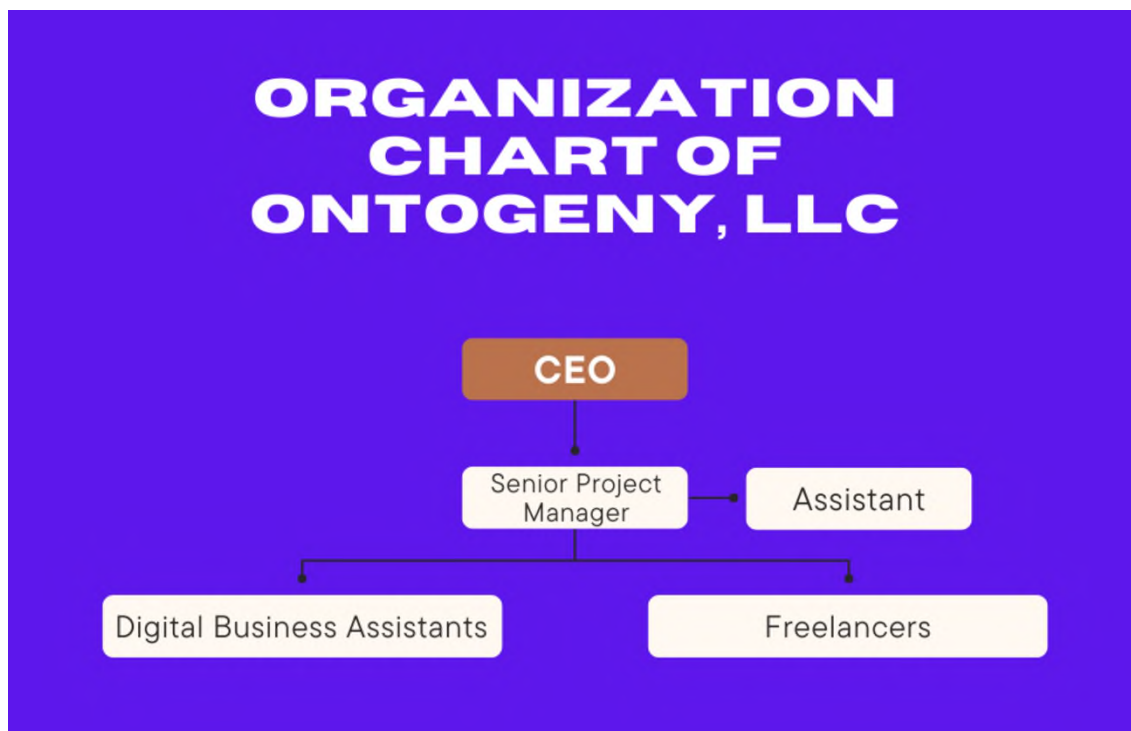 ORGANIZATION
CHART OF
ONTOGENY, LLC
CEO
Senior Project
Manager
Assistant
Digital Business Assistants
Freelancers